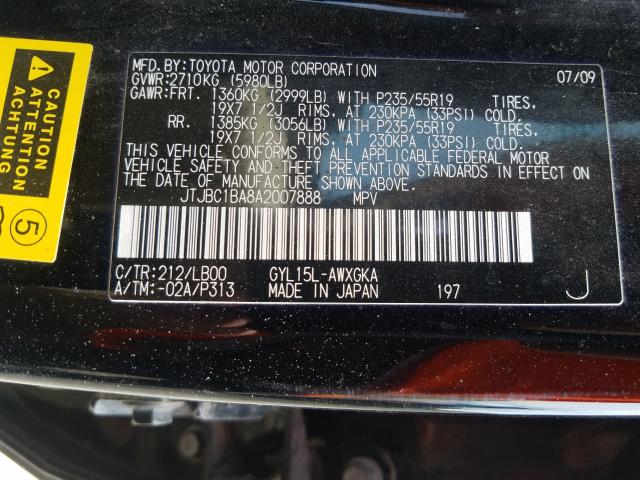 MFD.BY:TOYOTA MOTOR CORPORATION 07/09
GVWR:2710KG (5980LB)
GAWR:FRT. 1360KG (2999LB) WITH P235/55R19 TIRES,
19X7 1/2J RIMS, AT 230KPA (33PSI) COLD.
RR. 1385KG (3056LB) WITH P235/55R19 TIRES,
19X7 1/2J RIMS, AT 230KPA (33PSI) COLD.
THIS VEHICLE CONFORMS TO ALL APPLICABLE FEDERAL MOTOR
VEHICLE SAFETY AND THEFT PREVENTION STANDARDS IN EFFECT ON
THE DATE OF MANUFACTURE SHOWN ABOVE.
JTJBC1BA8A2007888 MPV
C/TR:212/LB00 GYL15L-AWXGKA
A/TM:-02A/P313 MADE IN JAPAN 197 J
CAUTION
ATTENTION
5